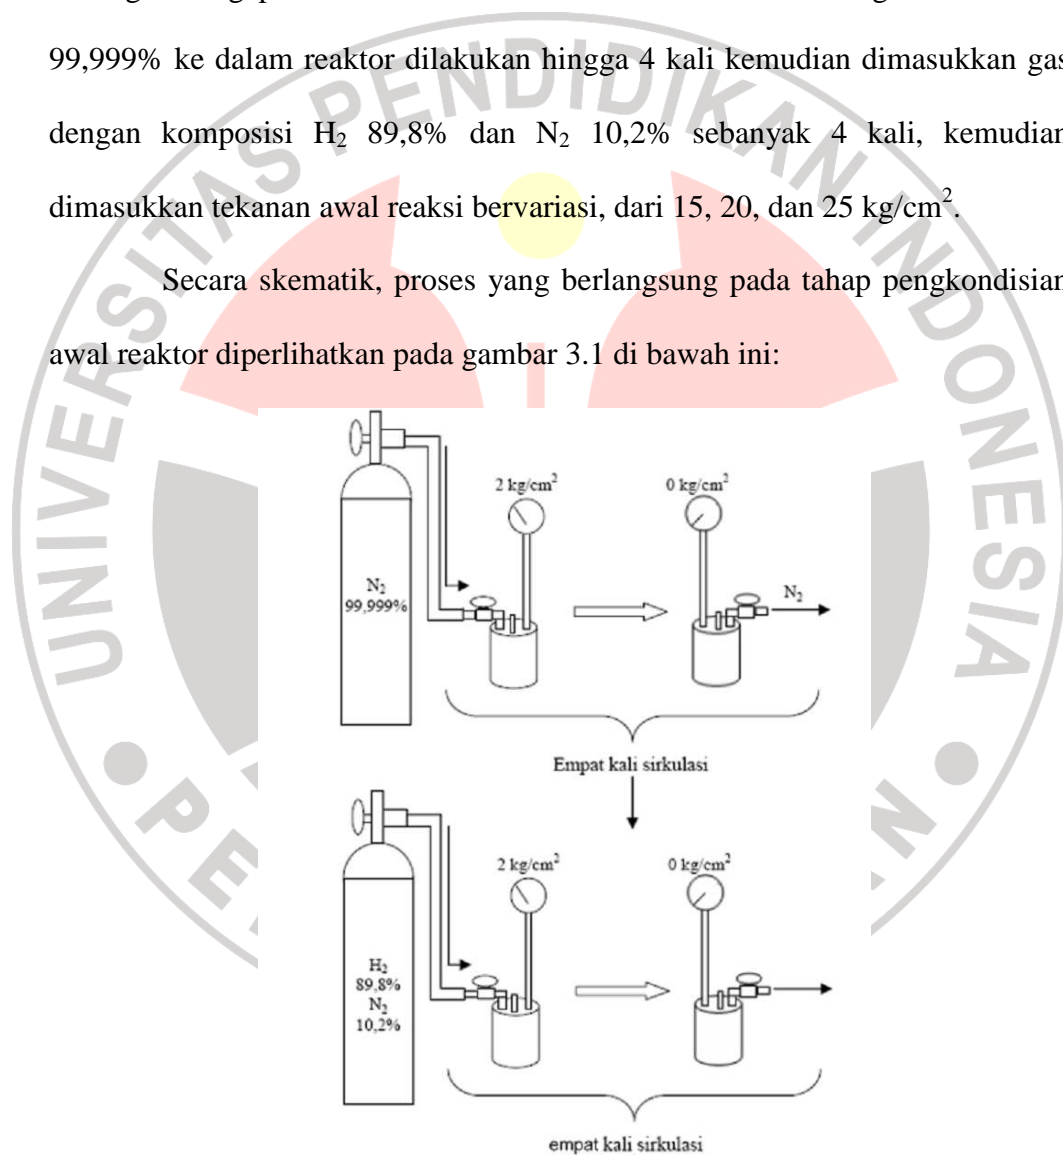 99,999% ke dalam reaktor dilakukan hingga 4 kali kemudian dimasukkan gas
dengan komposisi H₂ 89,8% dan N₂ 10,2% sebanyak 4 kali, kemudian
dimasukkan tekanan awal reaksi bervariasi, dari 15, 20, dan 25 kg/cm².
Secara skematik, proses yang berlangsung pada tahap pengkondisian
awal reaktor diperlihatkan pada gambar 3.1 di bawah ini:
2 kg/cm²
0 kg/cm²
N₂
99,999%
N₂
Empat kali sirkulasi
2 kg/cm²
0 kg/cm²
H₂
89,8%
N₂
10,2%
empat kali sirkulasi
UNIVERSITAS PENDIDIKAN INDONESIA